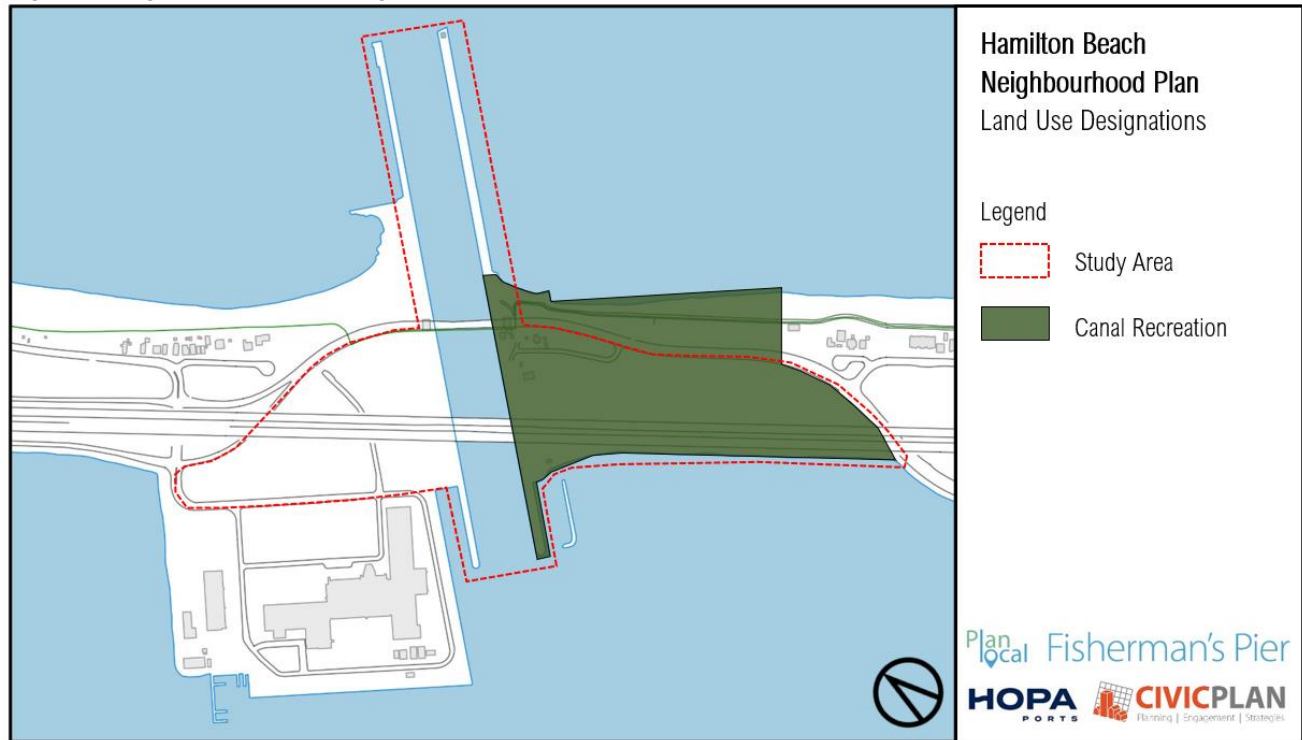 Hamilton Beach
Neighbourhood Plan
Land Use Designations
Legend
Study Area
Canal Recreation
Plan Local
Fisherman's Pier
HOPA
PORTS
CIVICPLAN
Planning | Engagement | Strategies